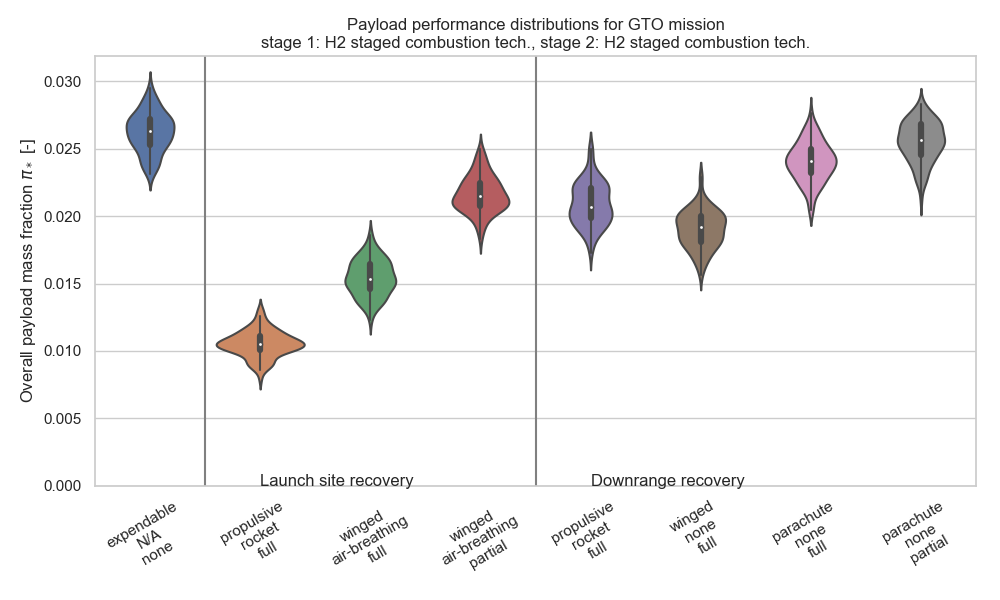 Payload performance distributions for GTO mission
stage 1: H2 staged combustion tech., stage 2: H2 staged combustion tech.
Overall payload mass fraction π* [-]
0.030
0.025
0.020
0.015
0.010
0.005
0.000
Launch site recovery
Downrange recovery
expendable
N/A
none
propulsive
rocket
full
winged
air-breathing
full
winged
air-breathing
partial
propulsive
rocket
full
winged
none
full
parachute
none
full
parachute
none
partial